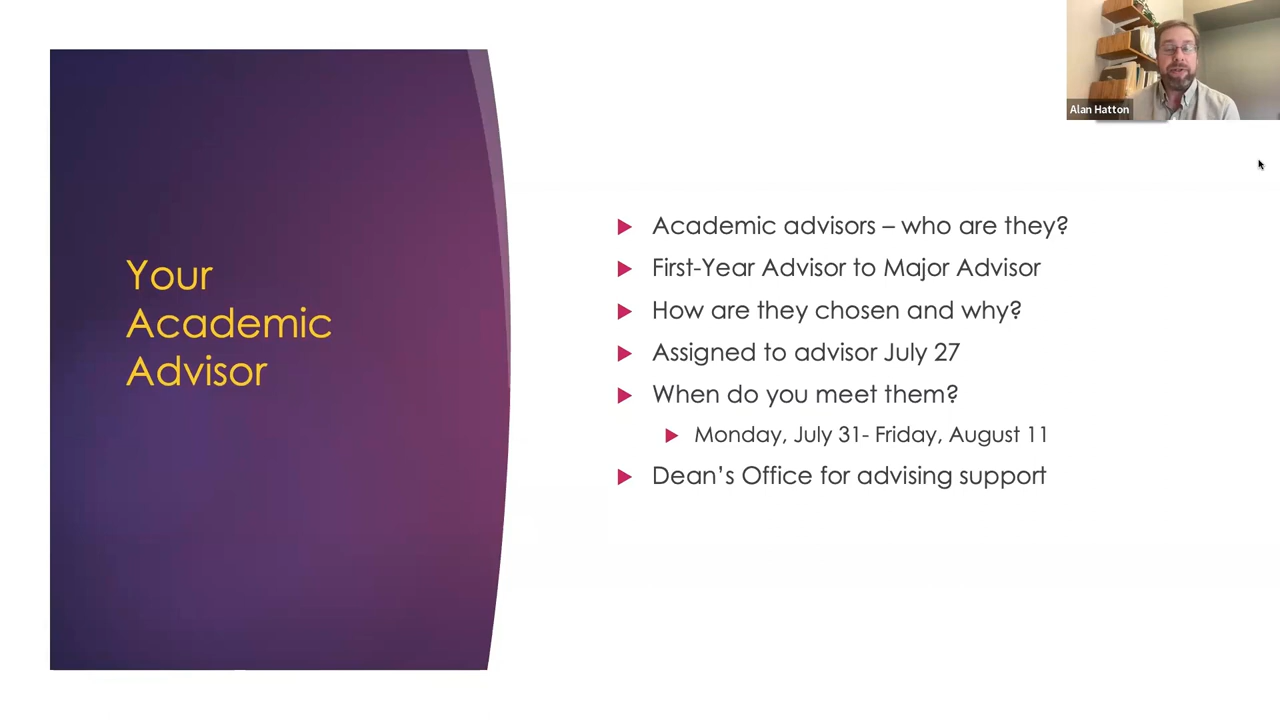 Alan Hatton
Your
Academic
Advisor
Academic advisors – who are they?
First-Year Advisor to Major Advisor
How are they chosen and why?
Assigned to advisor July 27
When do you meet them?
Monday, July 31- Friday, August 11
Dean’s Office for advising support